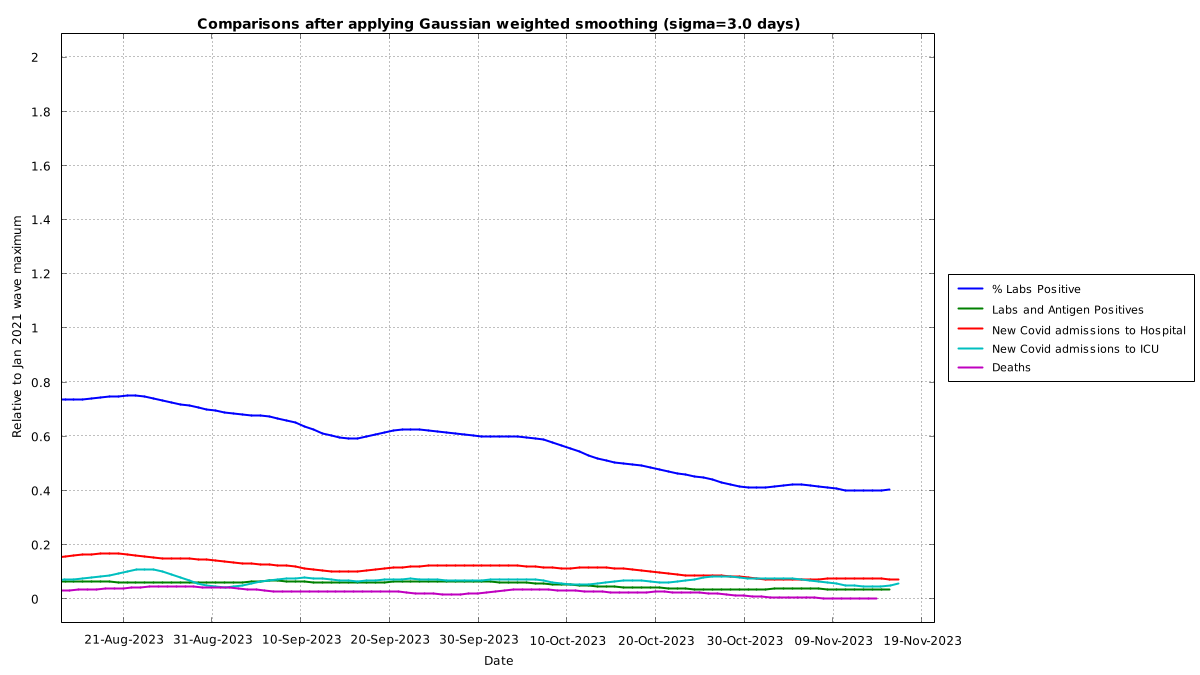 Comparisons after applying Gaussian weighted smoothing (sigma=3.0 days)
Relative to Jan 2021 wave maximum
2
1.8
1.6
1.4
1.2
1
0.8
0.6
0.4
0.2
0
21-Aug-2023 31-Aug-2023 10-Sep-2023 20-Sep-2023 30-Sep-2023 10-Oct-2023 20-Oct-2023 30-Oct-2023 09-Nov-2023 19-Nov-2023
Date
% Labs Positive
Labs and Antigen Positives
New Covid admissions to Hospital
New Covid admissions to ICU
Deaths